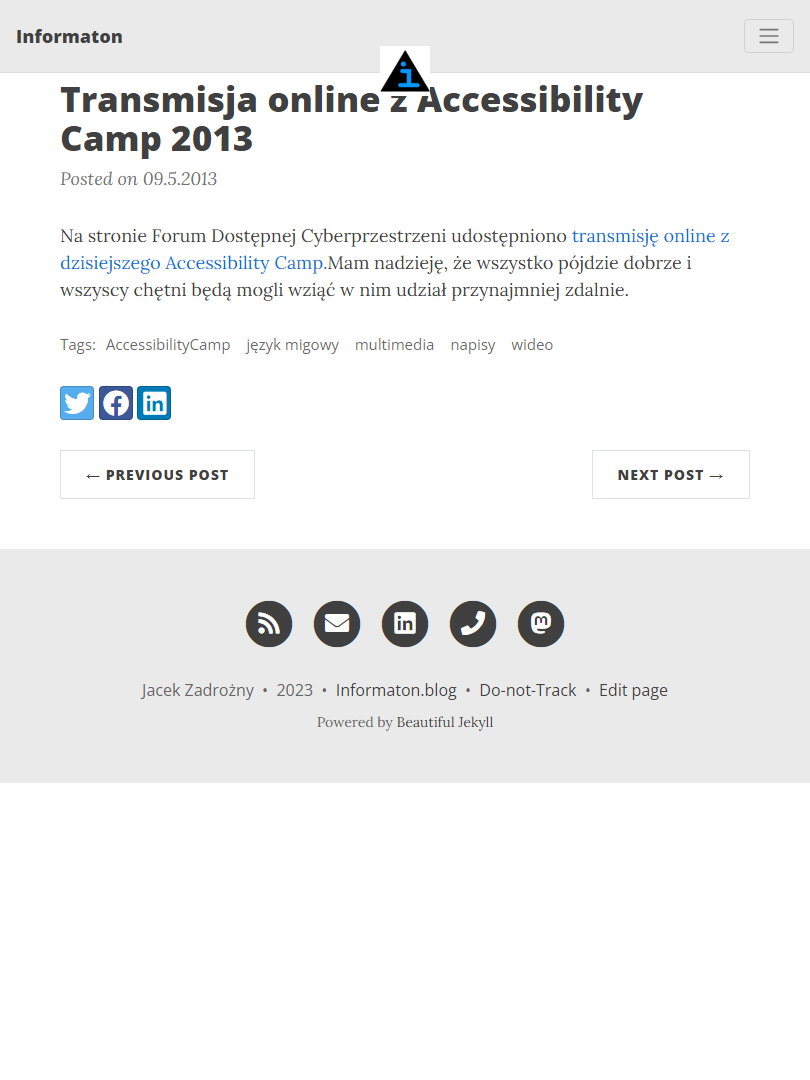 Informaton
Transmisja online z Accessibility
Camp 2013
Posted on 09.5.2013
Na stronie Forum Dostępnej Cyberprzestrzeni udostępniono transmisję online z
dzisiejszego Accessibility Camp.Mam nadzieję, że wszystko pójdzie dobrze i
wszyscy chętni będą mogli wziąć w nim udział przynajmniej zdalnie.
Tags: AccessibilityCamp język migowy multimedia napisy wideo
← PREVIOUS POST
NEXT POST →
Jacek Zadrożny • 2023 • Informaton.blog • Do-not-Track • Edit page
Powered by Beautiful Jekyll